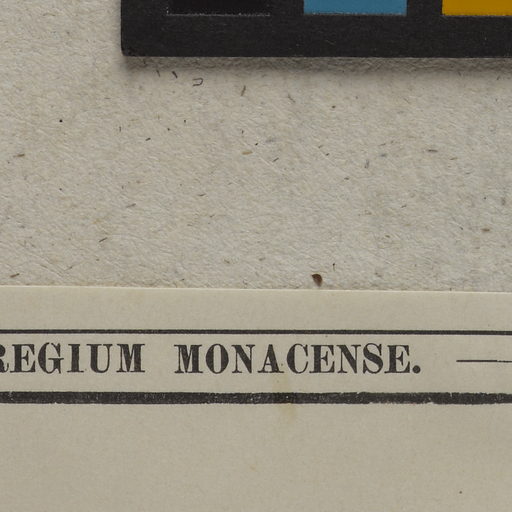 REGIUM MONACENSE. —